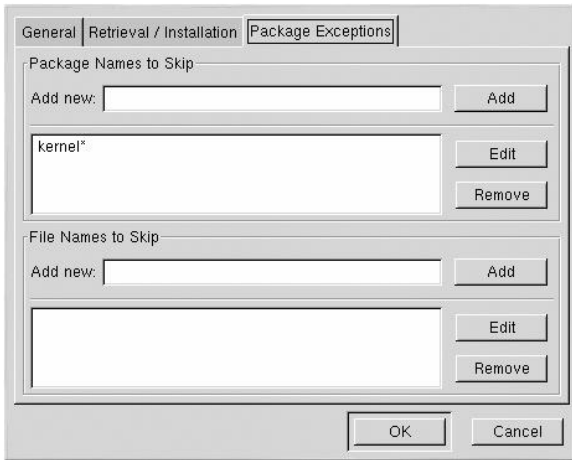 General Retrieval / Installation Package Exceptions
Package Names to Skip
Add new: Add
kernel*
Edit
Remove
File Names to Skip
Add new: Add
Edit
Remove
OK Cancel